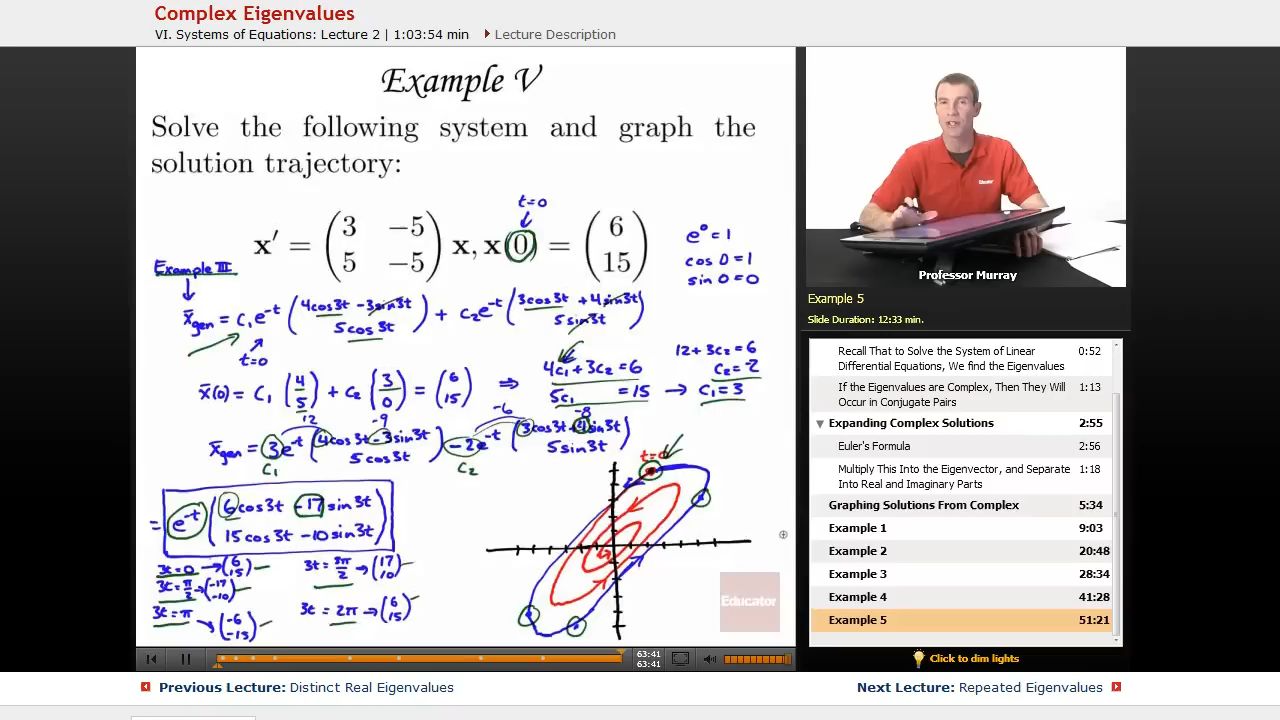 Complex Eigenvalues
VI. Systems of Equations: Lecture 2 | 1:03:54 min
Lecture Description
Example V
Solve the following system and graph the
solution trajectory:
t=0
x′ = (3 −5; 5 −5) x, x(0) = (6; 15)
e⁰ = 1
cos 0 = 1
sin 0 = 0
Example III
x̄gen = c₁e⁻ᵗ (4cos3t − 3sin3t; 5cos3t) + c₂e⁻ᵗ (3cos3t + 4sin3t; 5sin3t)
t=0
x̄(0) = C₁ (4; 5) + C₂ (3; 0) = (6; 15) ⇒ 4c₁ + 3c₂ = 6
5c₁ = 15 → C₁ = 3
12 + 3c₂ = 6
C₂ = −2
12 −9 −6 −8
x̄gen = 3e⁻ᵗ (4cos3t − 3sin3t; 5cos3t) − 2e⁻ᵗ (3cos3t + 4sin3t; 5sin3t)
C₁ C₂
= e⁻ᵗ (6cos3t − 17sin3t; 15cos3t − 10sin3t)
3t = 0 → (6; 15)
3t = π/2 → (−17; −10)
3t = π → (−6; −15)
3t = 3π/2 → (17; 10)
3t = 2π → (6; 15)
t=0
Educator
Professor Murray
Example 5
Slide Duration: 12:33 min.
Recall That to Solve the System of Linear 0:52
Differential Equations, We find the Eigenvalues
If the Eigenvalues are Complex, Then They Will 1:13
Occur in Conjugate Pairs
Expanding Complex Solutions 2:55
Euler's Formula 2:56
Multiply This Into the Eigenvector, and Separate
Into Real and Imaginary Parts
Graphing Solutions From Complex 5:34
Example 1 9:03
Example 2 20:48
Example 3 28:34
Example 4 41:28
Example 5 51:21
63:41
63:41
Click to dim lights
Previous Lecture: Distinct Real Eigenvalues
Next Lecture: Repeated Eigenvalues